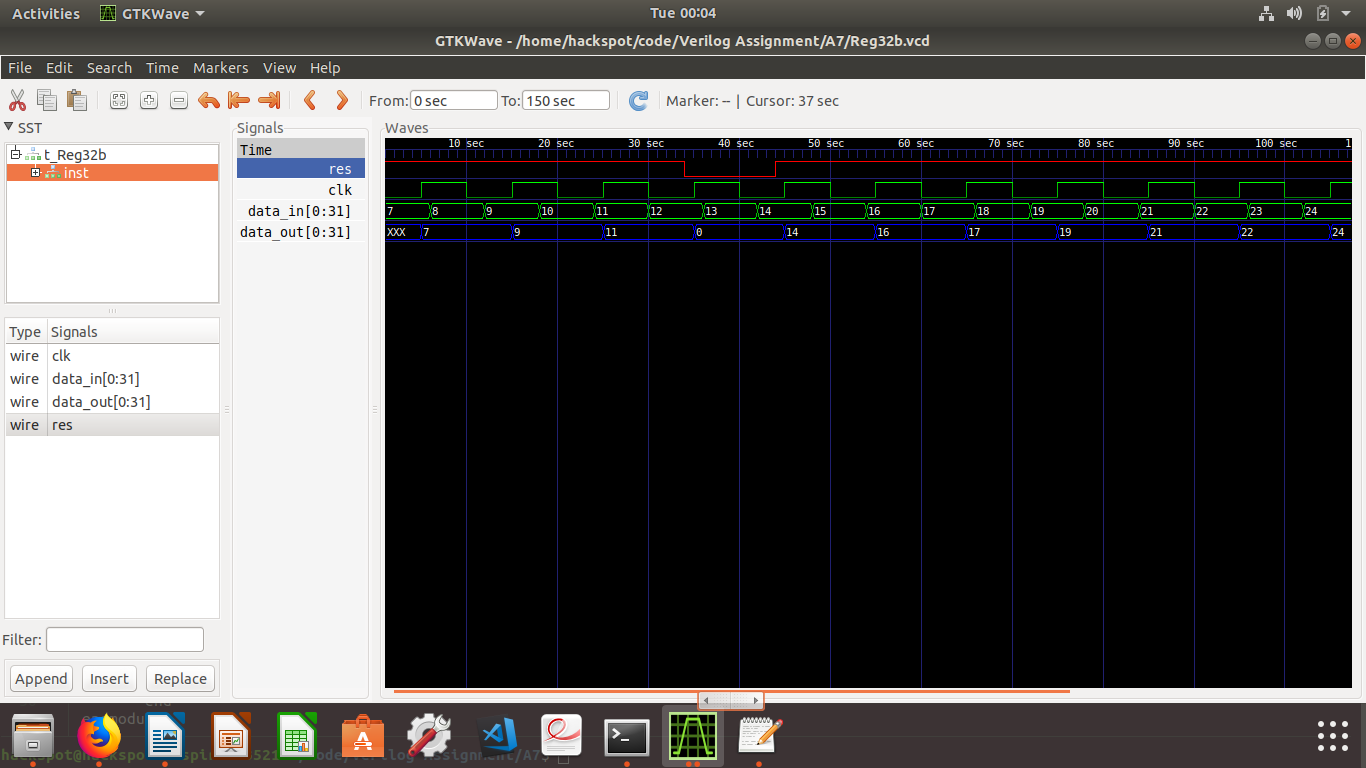 Activities GTKWave Tue 00:04
GTKWave - /home/hackspot/code/Verilog Assignment/A7/Reg32b.vcd
File Edit Search Time Markers View Help
From: 0 sec To: 150 sec Marker: -- | Cursor: 37 sec
SST
t_Reg32b
inst
Type Signals
wire clk
wire data_in[0:31]
wire data_out[0:31]
wire res
Filter:
Append Insert Replace
Signals
Time
res
clk
data_in[0:31]
data_out[0:31]
Waves
10 sec 20 sec 30 sec 40 sec 50 sec 60 sec 70 sec 80 sec 90 sec 100 sec 1
7 8 9 10 11 12 13 14 15 16 17 18 19 20 21 22 23 24
XXX 7 9 11 0 14 16 17 19 21 22 24